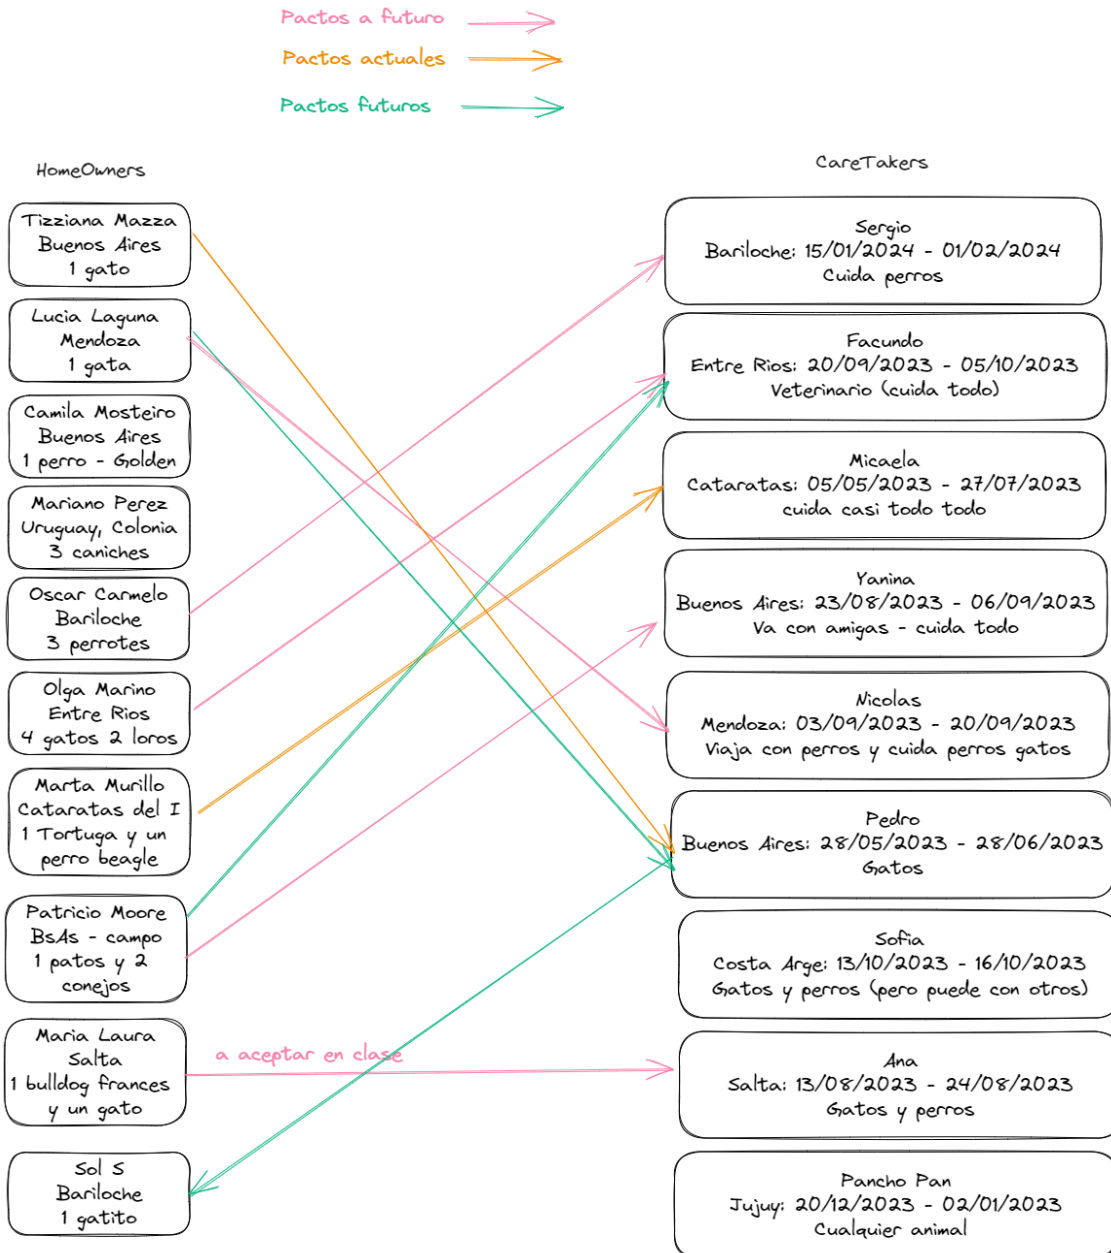 Pactos a futuro
Pactos actuales
Pactos futuros
HomeOwners
CareTakers
Tizziana Mazza
Buenos Aires
1 gato
Lucia Laguna
Mendoza
1 gata
Camila Mosteiro
Buenos Aires
1 perro - Golden
Mariano Perez
Uruguay, Colonia
3 caniches
Oscar Carmelo
Bariloche
3 perrotes
Olga Marino
Entre Rios
4 gatos 2 loros
Marta Murillo
Cataratas del I
1 Tortuga y un
perro beagle
Patricio Moore
BsAs - campo
1 patos y 2
conejos
Maria Laura
Salta
1 bulldog frances
y un gato
a aceptar en clase
Sol S
Bariloche
1 gatito
Sergio
Bariloche: 15/01/2024 - 01/02/2024
Cuida perros
Facundo
Entre Rios: 20/09/2023 - 05/10/2023
Veterinario (cuida todo)
Micaela
Cataratas: 05/05/2023 - 27/07/2023
cuida casi todo todo
Yanina
Buenos Aires: 23/08/2023 - 06/09/2023
Va con amigas - cuida todo
Nicolas
Mendoza: 03/09/2023 - 20/09/2023
Viaja con perros y cuida perros gatos
Pedro
Buenos Aires: 28/05/2023 - 28/06/2023
Gatos
Sofia
Costa Arge: 13/10/2023 - 16/10/2023
Gatos y perros (pero puede con otros)
Ana
Salta: 13/08/2023 - 24/08/2023
Gatos y perros
Pancho Pan
Jujuy: 20/12/2023 - 02/01/2023
Cualquier animal